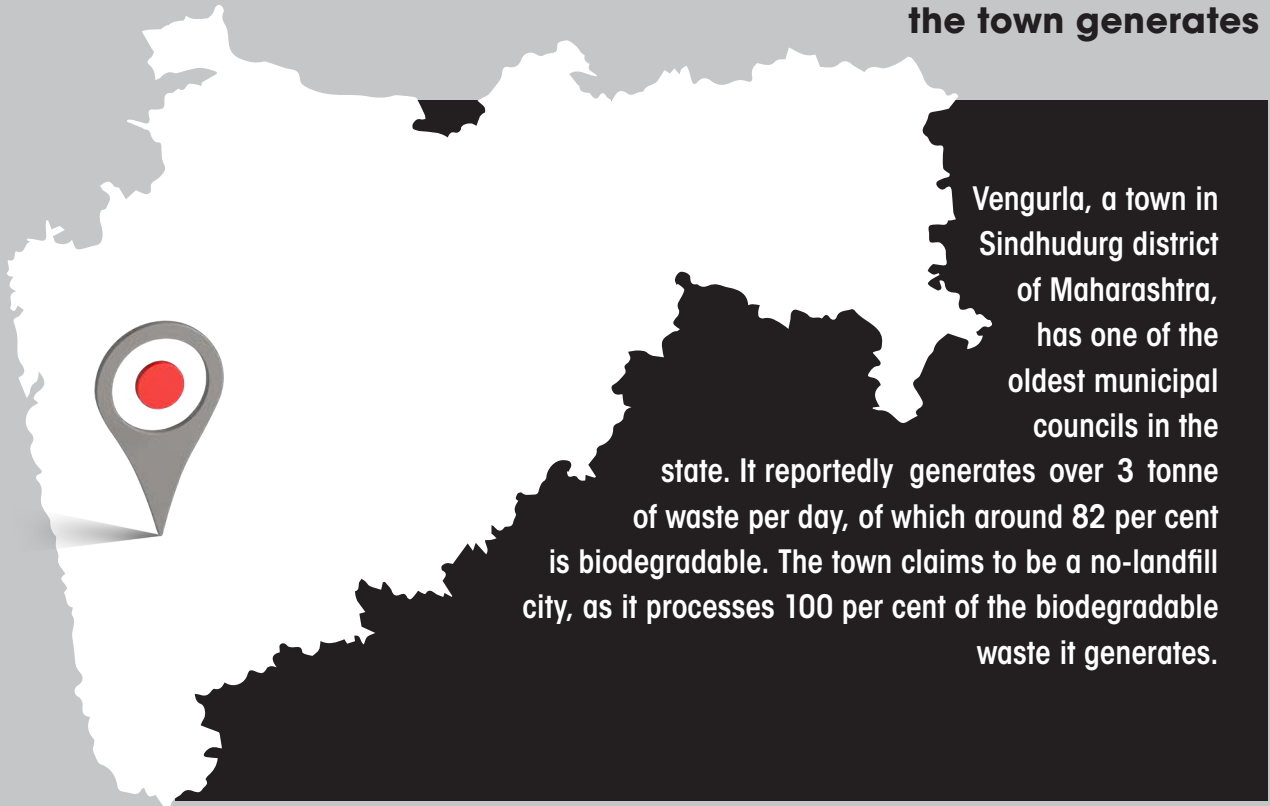 the town generates
Vengurla, a town in
Sindhudurg district
of Maharashtra,
has one of the
oldest municipal
councils in the
state. It reportedly generates over 3 tonne
of waste per day, of which around 82 per cent
is biodegradable. The town claims to be a no-landfill
city, as it processes 100 per cent of the biodegradable
waste it generates.